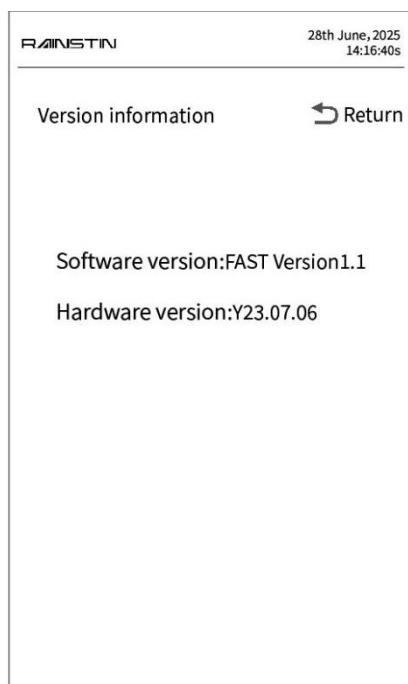 RAINSTIN
28th June,2025
14:16:40s
Version information
Return
Software version:FAST Version1.1
Hardware version:Y23.07.06